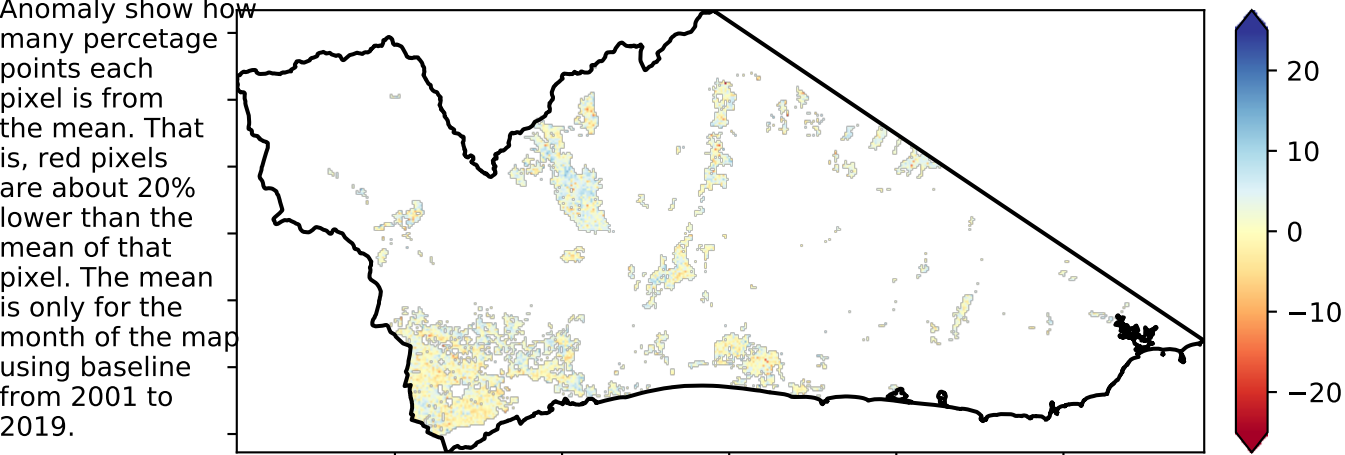 Anomaly show how
many percetage
points each
pixel is from
the mean. That
is, red pixels
are about 20%
lower than the
mean of that
pixel. The mean
is only for the
month of the map
using baseline
from 2001 to
2019.
20
10
0
−10
−20